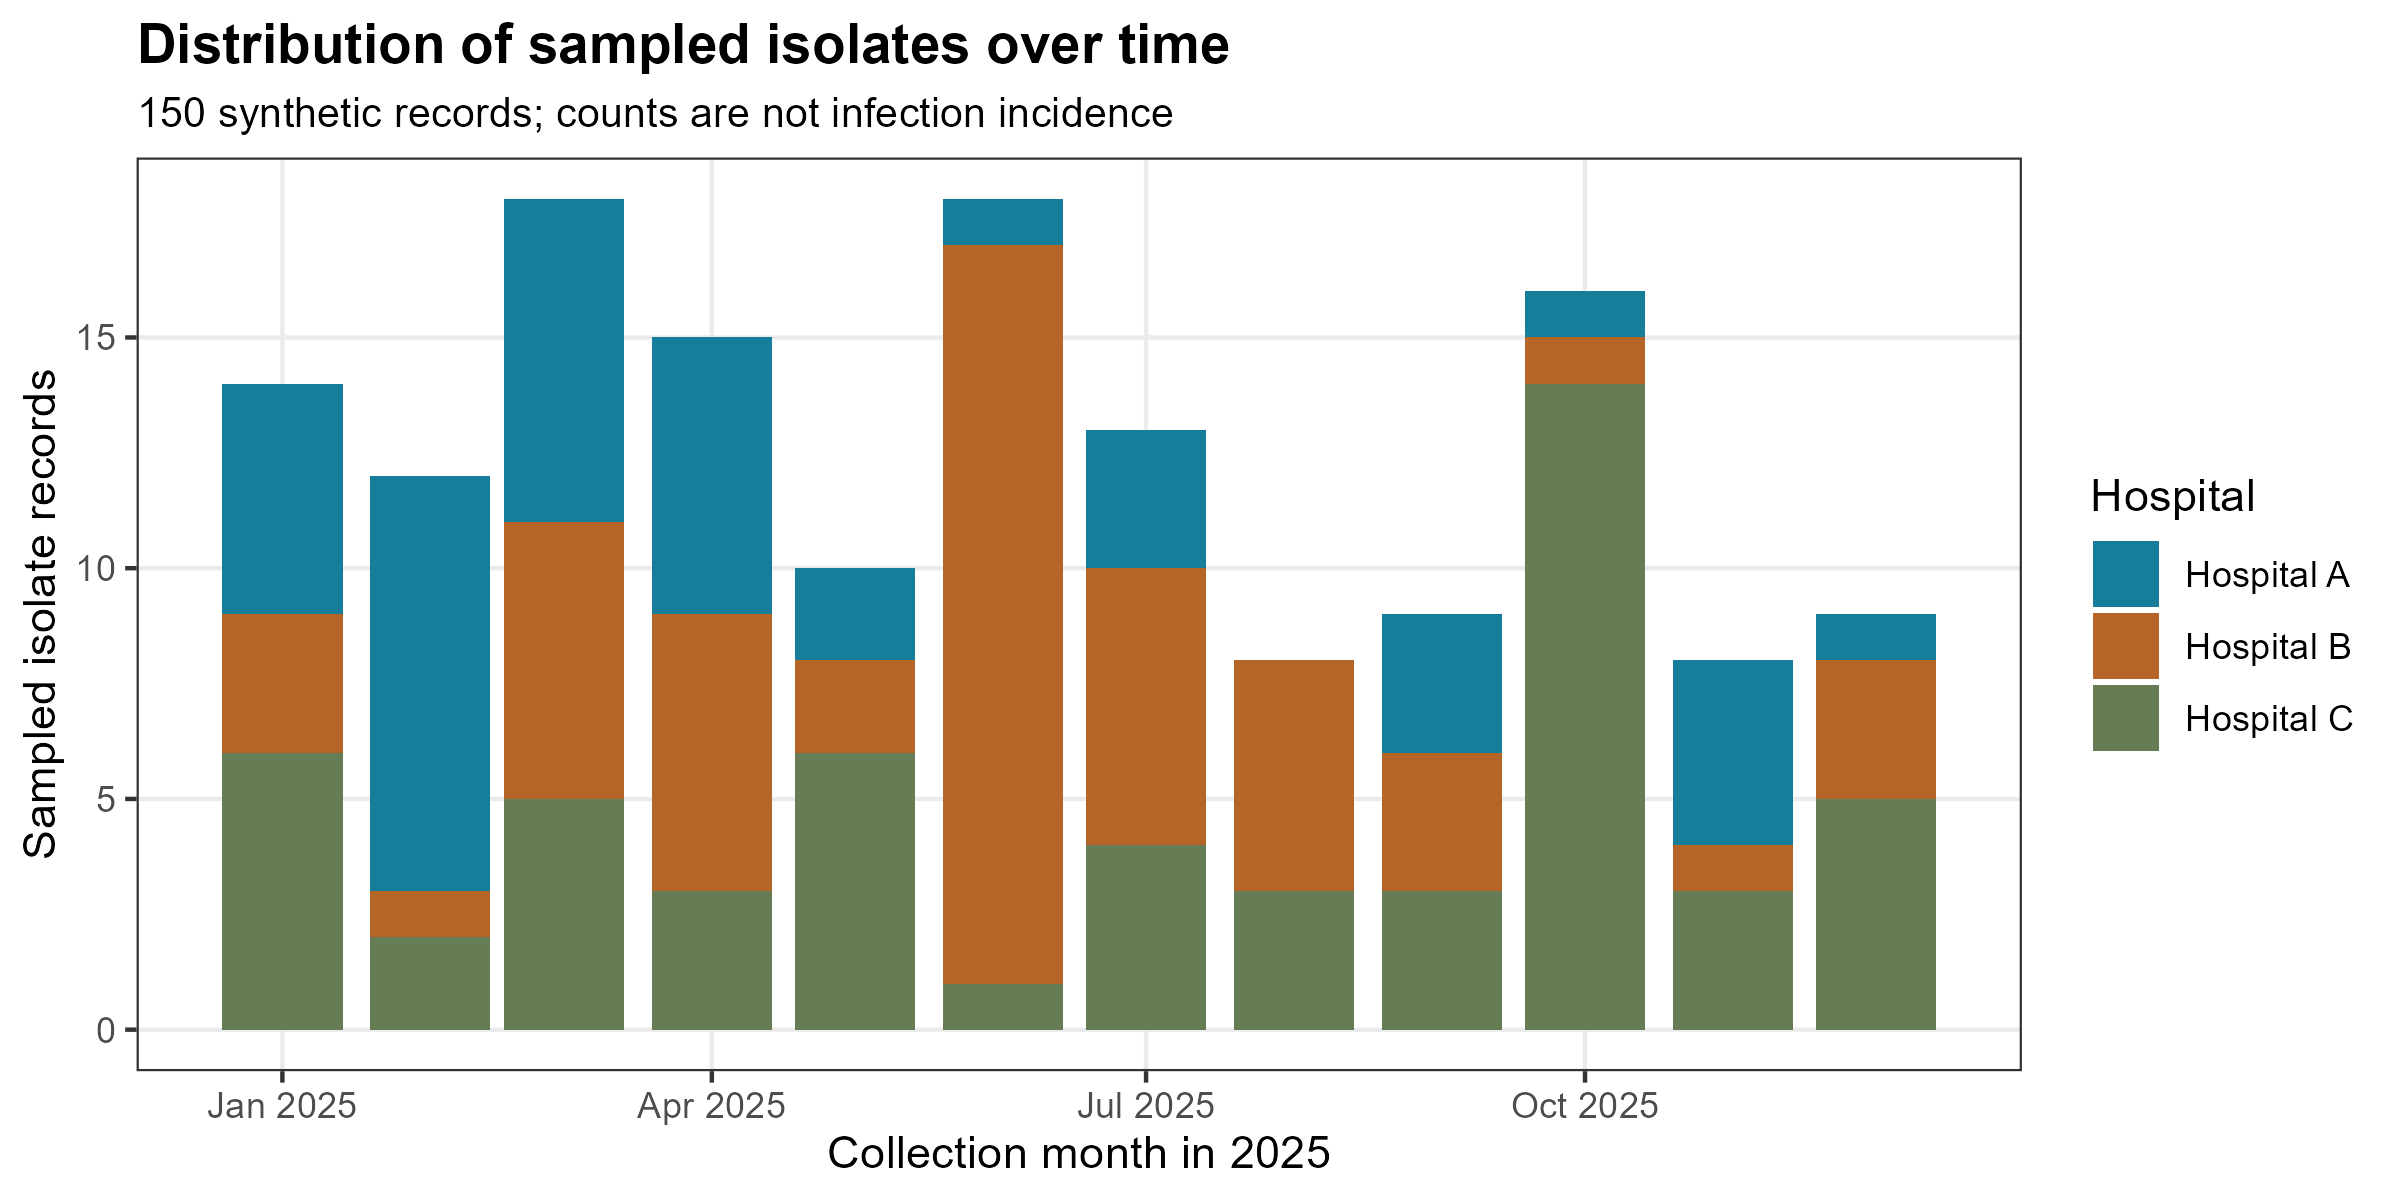 Distribution of sampled isolates over time
150 synthetic records; counts are not infection incidence
Sampled isolate records
15
10
5
0
Jan 2025
Apr 2025
Jul 2025
Oct 2025
Collection month in 2025
Hospital
Hospital A
Hospital B
Hospital C